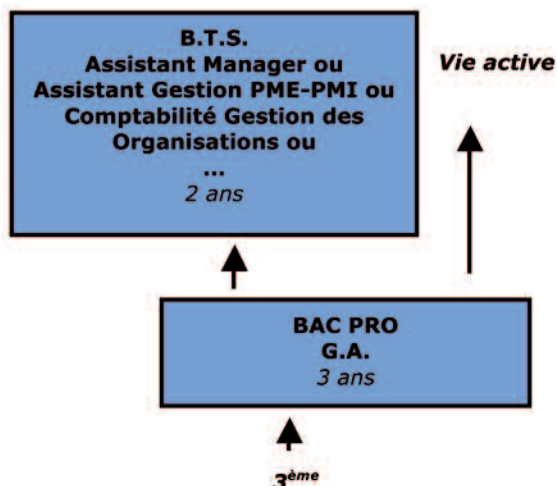 B.T.S.
Assistant Manager ou
Assistant Gestion PME-PMI ou
Comptabilité Gestion des
Organisations ou
...
2 ans
Vie active
BAC PRO
G.A.
3 ans
3ème